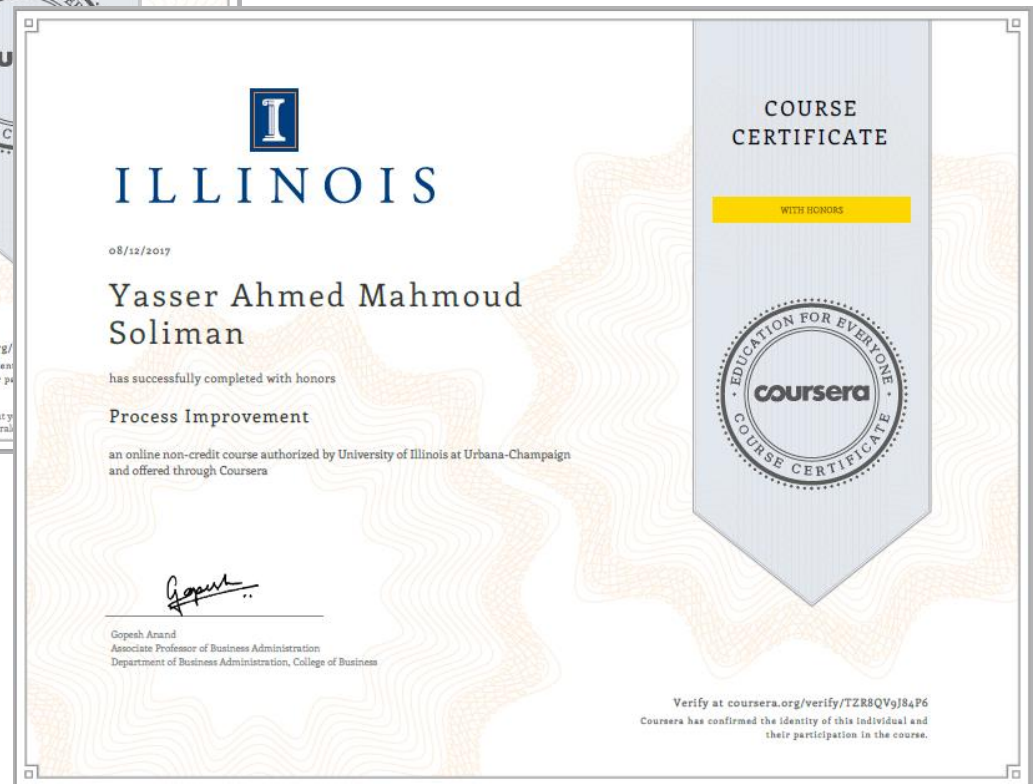 ILLINOIS
08/12/2017
Yasser Ahmed Mahmoud
Soliman
has successfully completed with honors
Process Improvement
an online non-credit course authorized by University of Illinois at Urbana-Champaign
and offered through Coursera
Gopesh
Gopesh Anand
Associate Professor of Business Administration
Department of Business Administration, College of Business
COURSE
CERTIFICATE
WITH HONORS
EDUCATION FOR EVERYONE
coursera
COURSE CERTIFICATE
Verify at coursera.org/verify/TZR8QV9J84P6
Coursera has confirmed the identity of this individual and
their participation in the course.